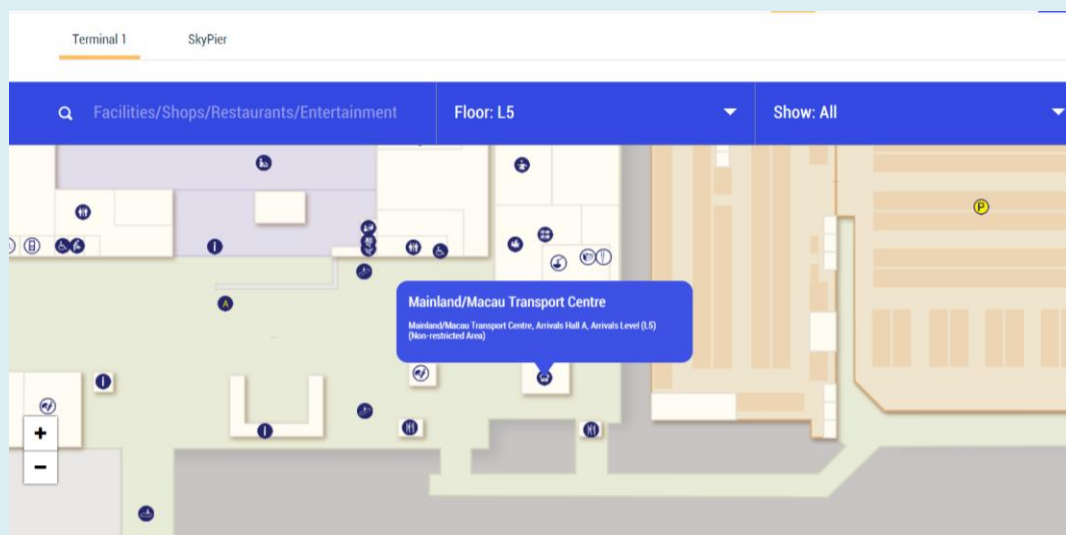 Terminal 1
SkyPier
Facilities/Shops/Restaurants/Entertainment
Floor: L5
Show: All
P
A
Mainland/Macau Transport Centre
Mainland/Macau Transport Centre, Arrivals Hall A, Arrivals Level (L5)
(Non-restricted Area)
+
−